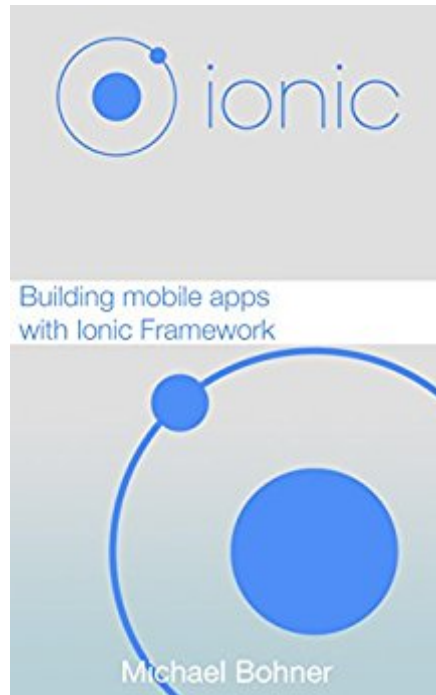 ionic
Building mobile apps
with Ionic Framework
Michael Bohner